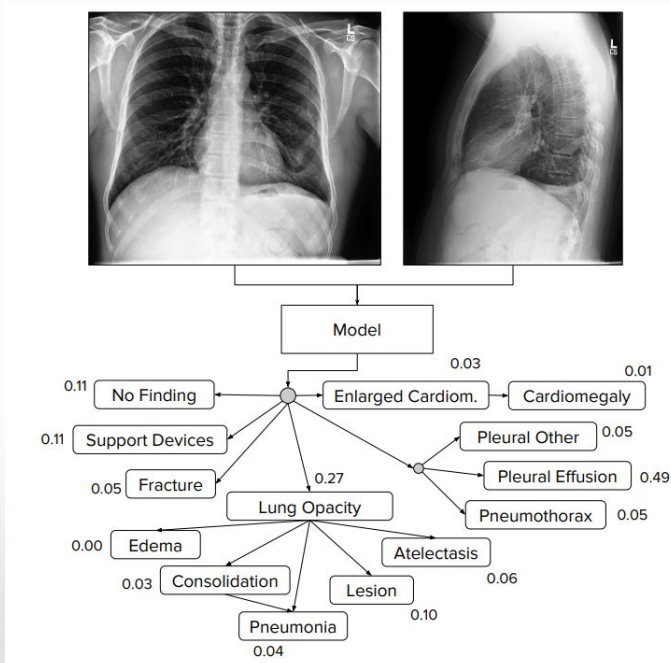 L
CG
L
CG
Model
0.11
No Finding
0.03
Enlarged Cardiom.
0.01
Cardiomegaly
0.11
Support Devices
Pleural Other
0.05
0.05
Fracture
0.27
Lung Opacity
Pleural Effusion
0.49
Pneumothorax
0.05
0.00
Edema
Atelectasis
0.06
0.03
Consolidation
Lesion
0.10
Pneumonia
0.04